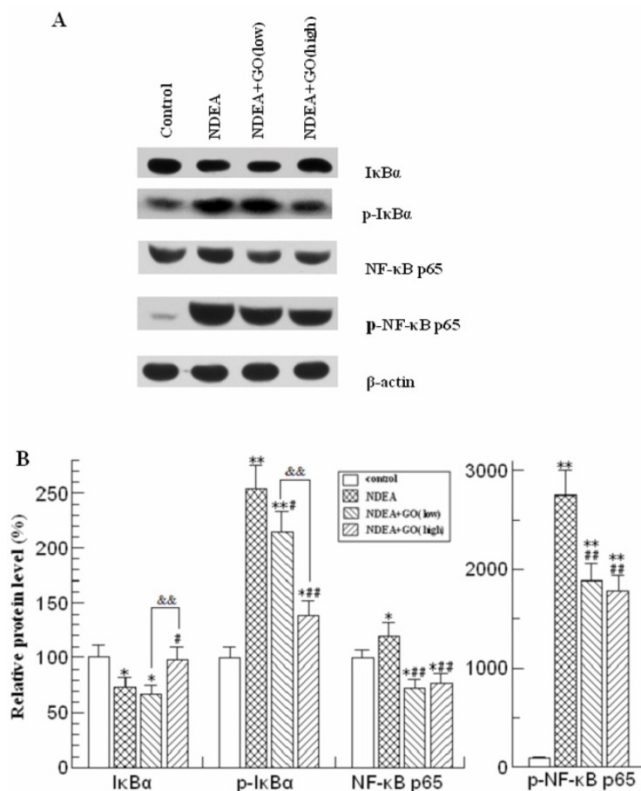 A
Control
NDEA
NDEA+GO(low)
NDEA+GO(high)
IκBα
p-IκBα
NF-κB p65
p-NF-κB p65
β-actin
B
Relative protein level (%)
250
200
150
100
50
0
** 
* * && #
**# && *##
* *## *##
control
NDEA
NDEA+GO(low)
NDEA+GO(high)
3000
2000
1000
0
**
**
##
**
##
IκBα p-IκBα NF-κB p65 p-NF-κB p65